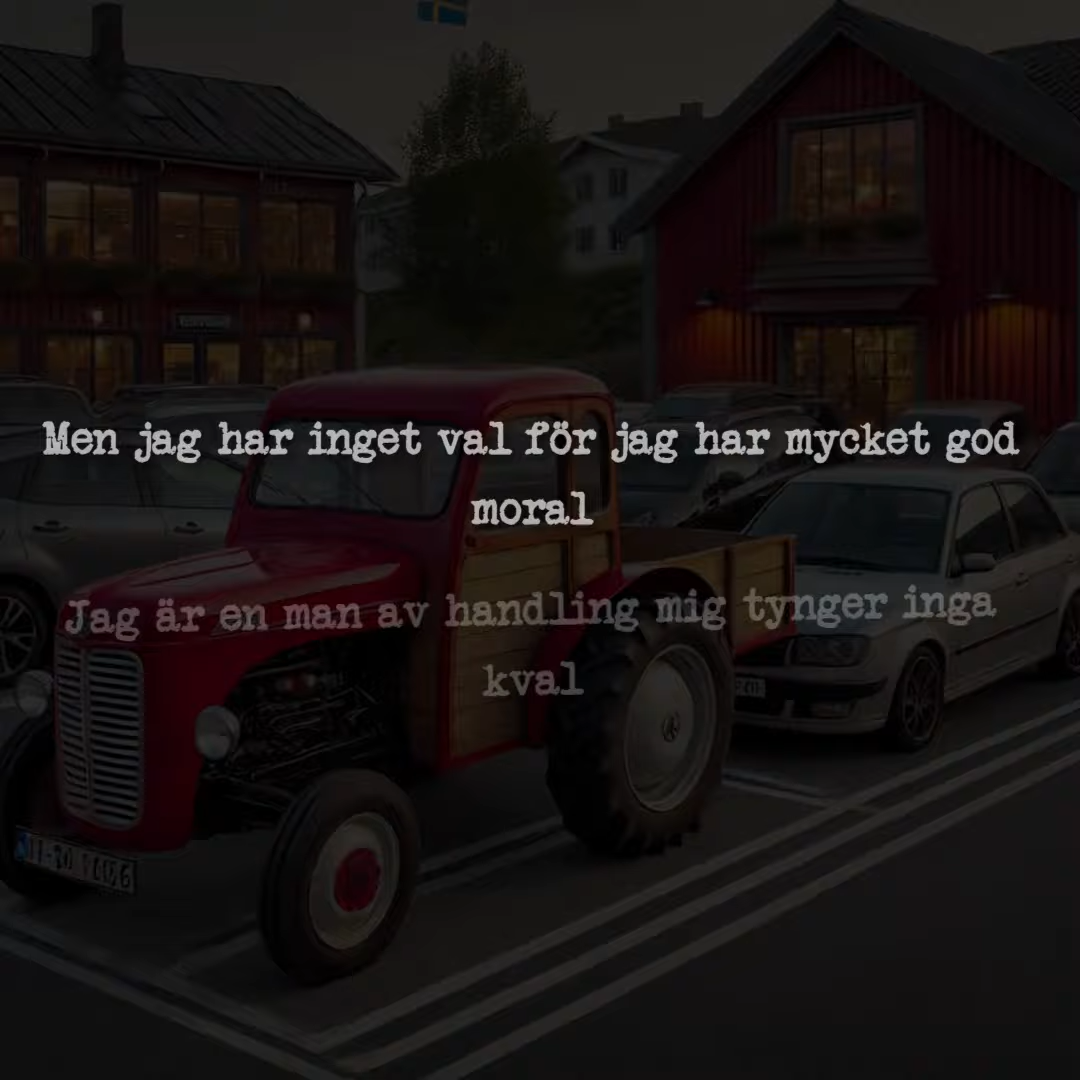 Men jag har inget val för jag har mycket god
moral
Jag är en man av handling mig tynger inga
kval